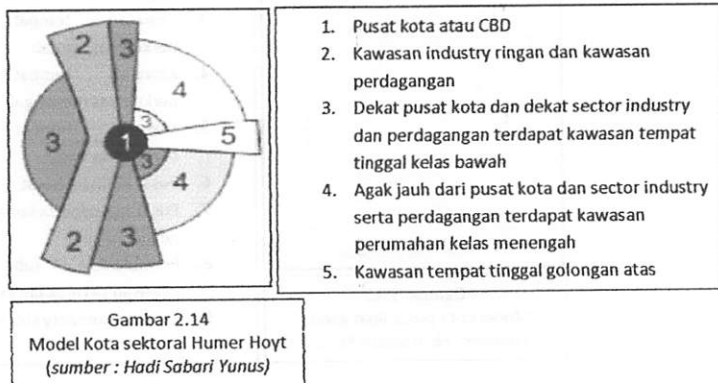 2
3
4
3
3
1
5
3
4
2
3
1. Pusat kota atau CBD
2. Kawasan industry ringan dan kawasan
perdagangan
3. Dekat pusat kota dan dekat sector industry
dan perdagangan terdapat kawasan tempat
tinggal kelas bawah
4. Agak jauh dari pusat kota dan sector industry
serta perdagangan terdapat kawasan
perumahan kelas menengah
5. Kawasan tempat tinggal golongan atas
Gambar 2.14
Model Kota sektoral Humer Hoyt
(sumber : Hadi Sabari Yunus)